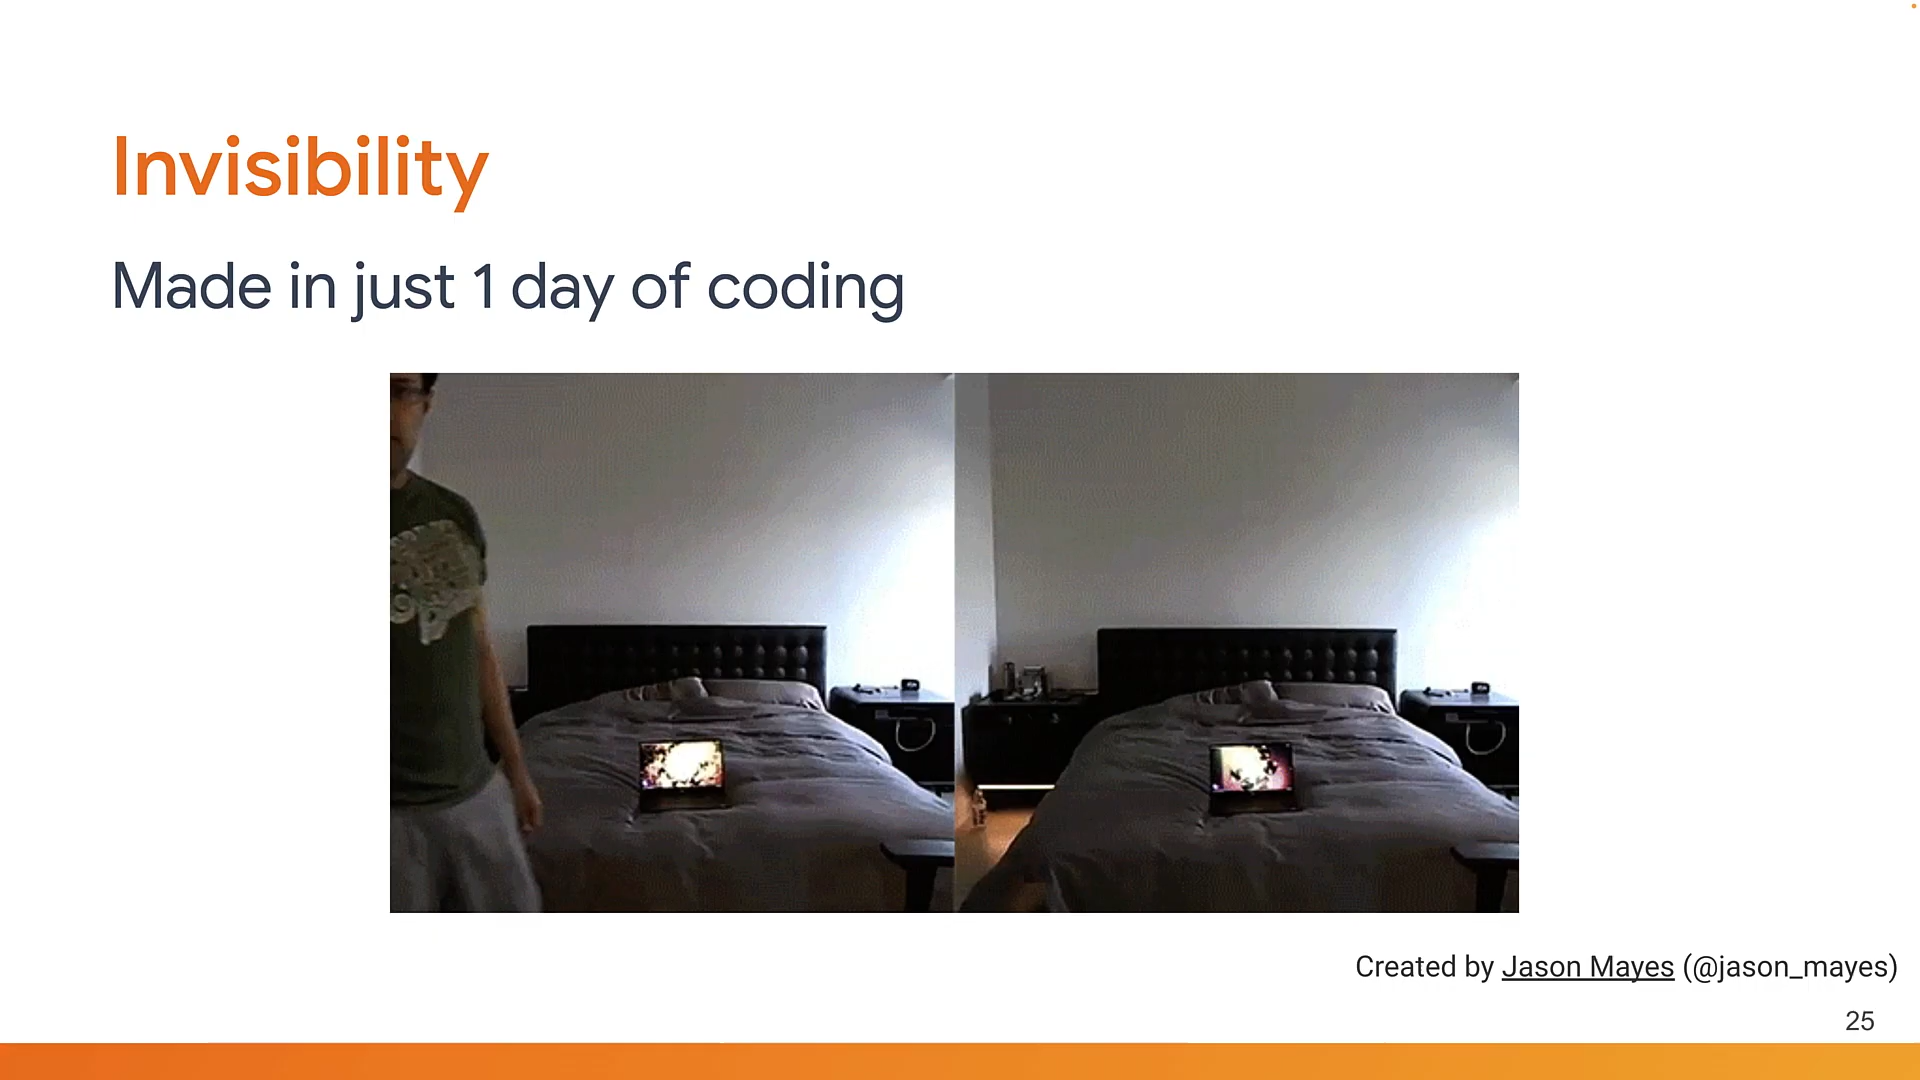 Invisibility
Made in just 1 day of coding
Created by Jason Mayes (@jason_mayes)
25